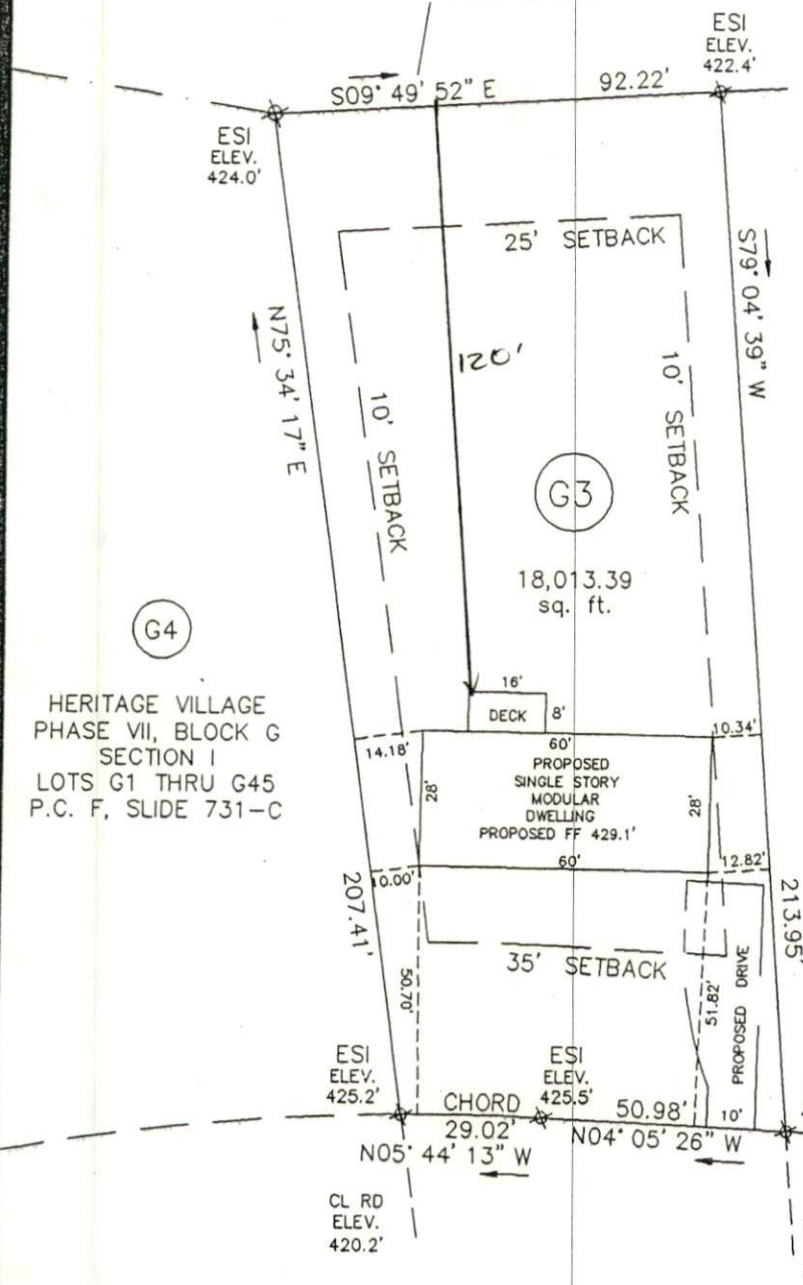 ESI
ELEV.
422.4'
S09° 49' 52" E
92.22'
ESI
ELEV.
424.0'
25' SETBACK
S79° 04' 39" W
N75° 34' 17" E
120'
10' SETBACK
10' SETBACK
G3
18,013.39
sq. ft.
G4
HERITAGE VILLAGE
PHASE VII, BLOCK G
SECTION I
LOTS G1 THRU G45
P.C. F, SLIDE 731-C
16'
DECK
8'
14.18'
60'
10.34'
PROPOSED
SINGLE STORY
MODULAR
DWELLING
PROPOSED FF 429.1'
28'
28'
60'
10.00'
12.82'
207.41'
213.95'
35' SETBACK
50.70'
51.82'
PROPOSED DRIVE
10'
ESI
ELEV.
425.2'
ESI
ELEV.
425.5'
CHORD
29.02'
N05° 44' 13" W
50.98'
N04° 05' 26" W
CL RD
ELEV.
420.2'